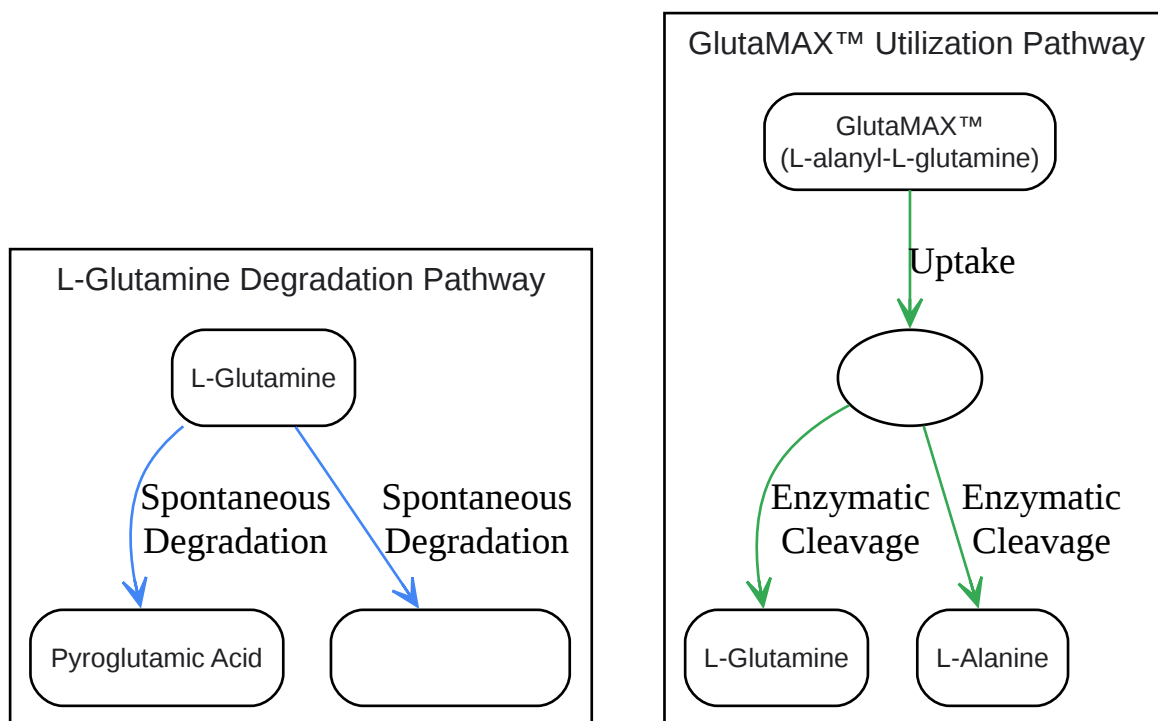 L-Glutamine Degradation Pathway
L-Glutamine
Spontaneous
Degradation
Spontaneous
Degradation
Pyroglutamic Acid
GlutaMAX™ Utilization Pathway
GlutaMAX™
(L-alanyl-L-glutamine)
Uptake
Enzymatic
Cleavage
Enzymatic
Cleavage
L-Glutamine
L-Alanine